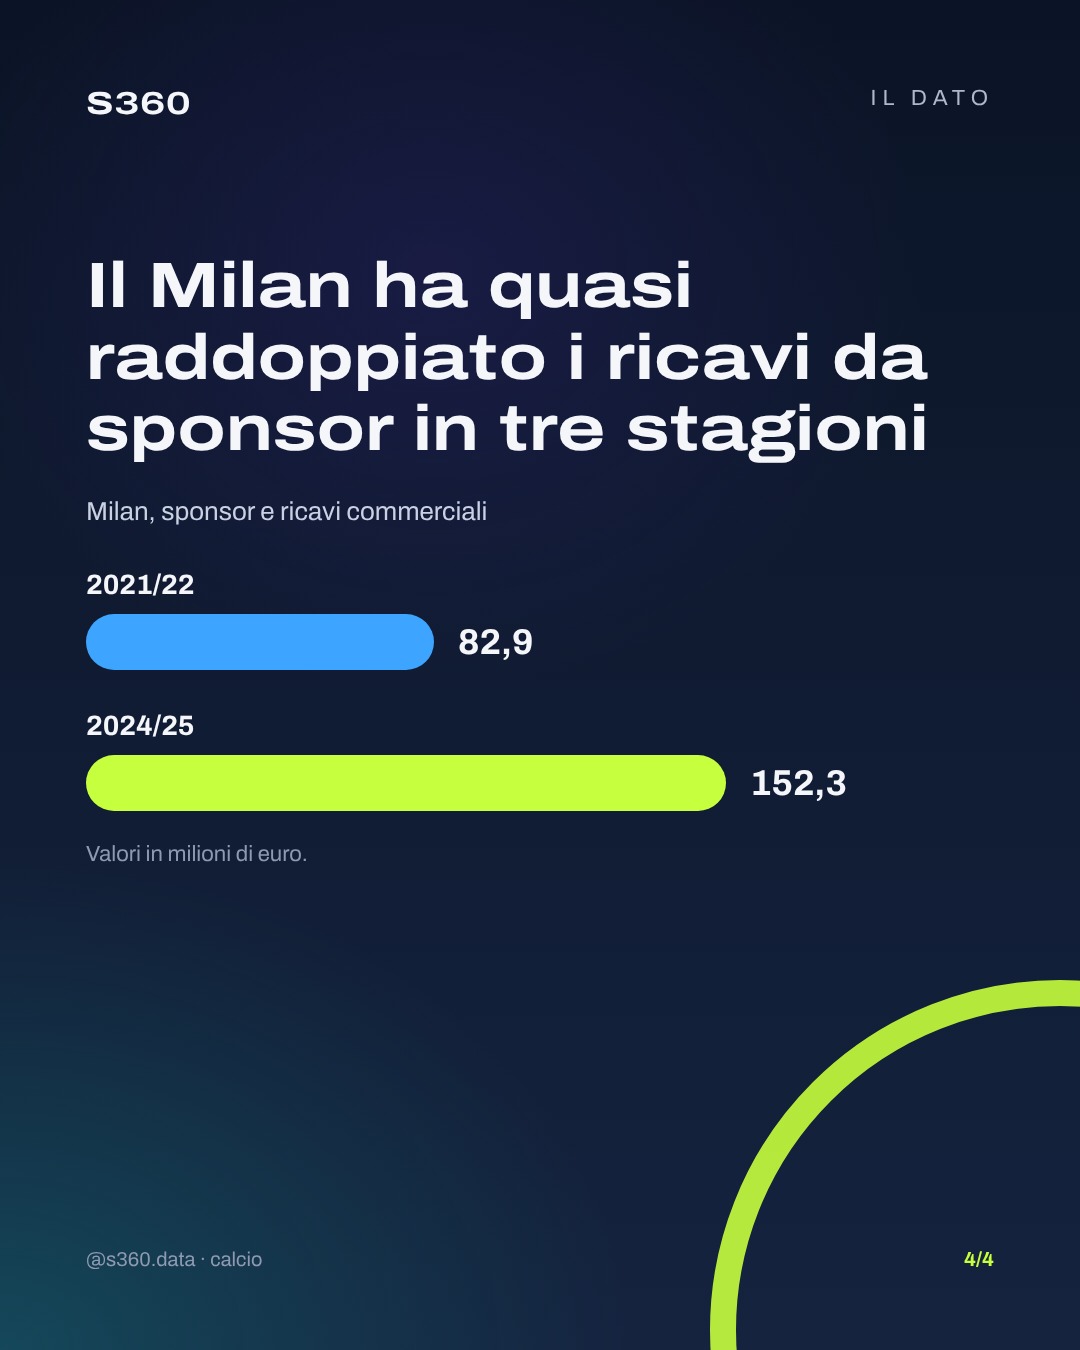 S360
IL DATO
Il Milan ha quasi
raddoppiato i ricavi da
sponsor in tre stagioni
Milan, sponsor e ricavi commerciali
2021/22
82,9
2024/25
152,3
Valori in milioni di euro.
@s360.data · calcio
4/4